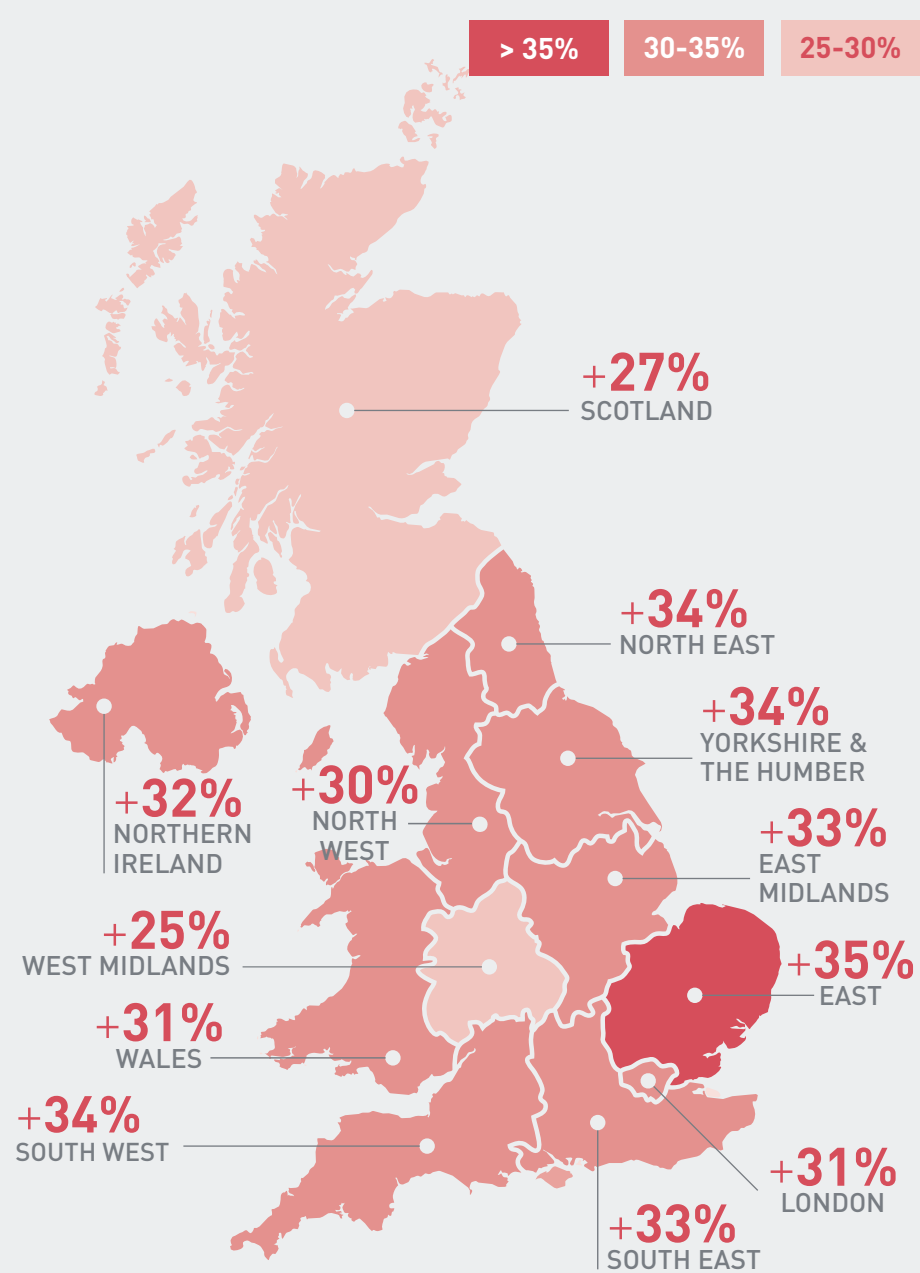 > 35%
30-35%
25-30%
+27%
SCOTLAND
+34%
NORTH EAST
+34%
YORKSHIRE &
THE HUMBER
+32%
NORTHERN
IRELAND
+30%
NORTH
WEST
+33%
EAST
MIDLANDS
+25%
WEST MIDLANDS
+35%
EAST
+31%
WALES
+34%
SOUTH WEST
+31%
LONDON
+33%
SOUTH EAST